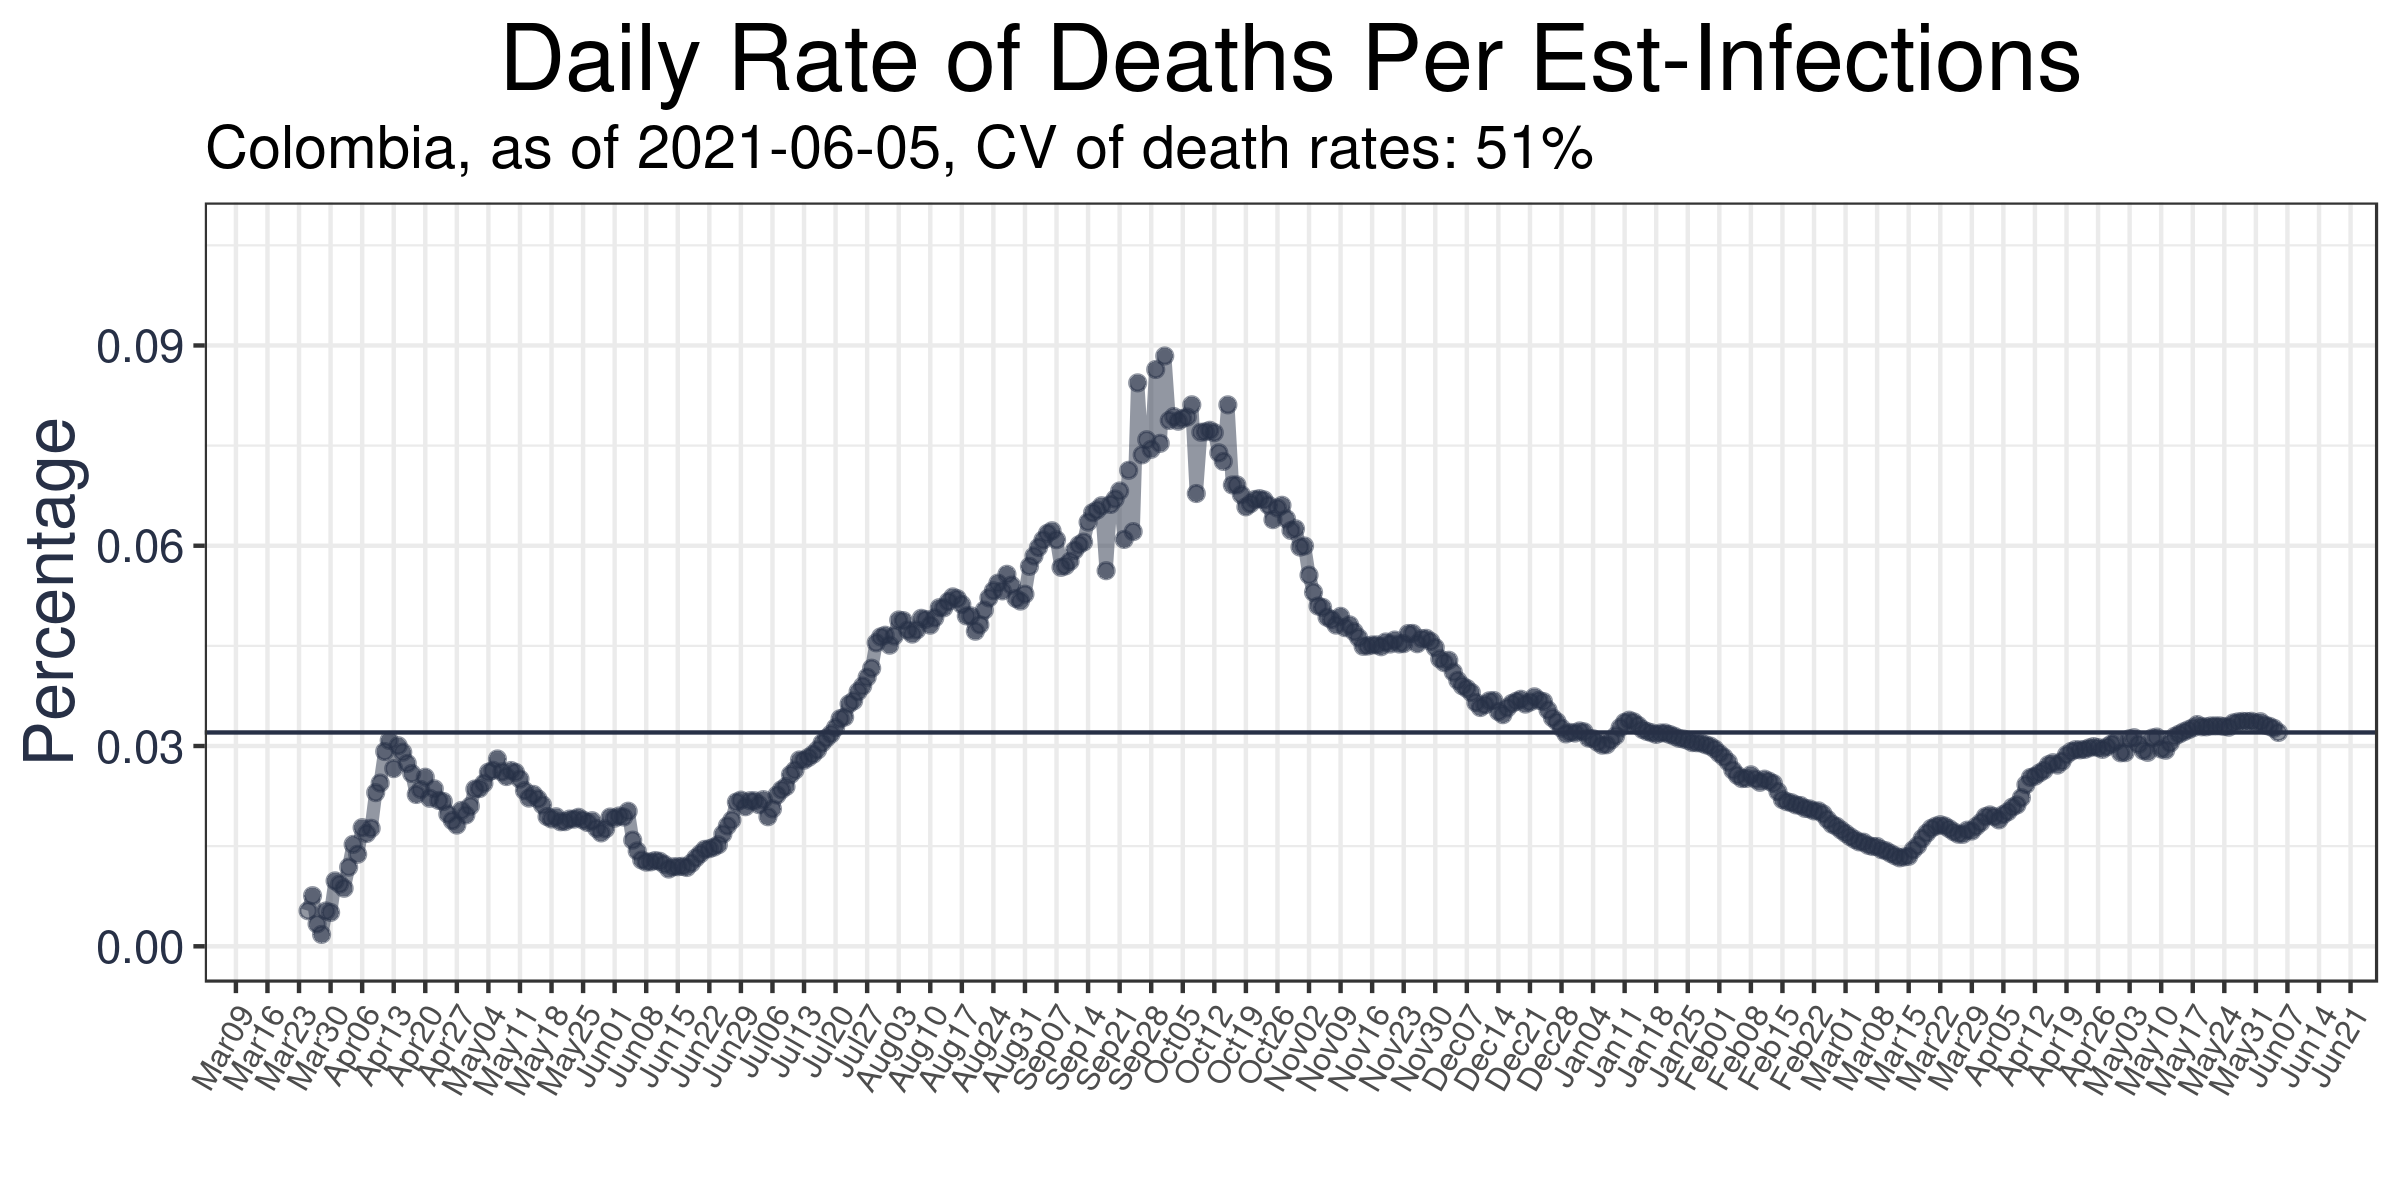 Daily Rate of Deaths Per Est-Infections
Colombia, as of 2021-06-05, CV of death rates: 51%
Percentage
0.09
0.06
0.03
0.00
Mar09
Mar16
Mar23
Mar30
Apr06
Apr13
Apr20
Apr27
May04
May11
May18
May25
Jun01
Jun08
Jun15
Jun22
Jun29
Jul06
Jul13
Jul20
Jul27
Aug03
Aug10
Aug17
Aug24
Aug31
Sep07
Sep14
Sep21
Sep28
Oct05
Oct12
Oct19
Oct26
Nov02
Nov09
Nov16
Nov23
Nov30
Dec07
Dec14
Dec21
Dec28
Jan04
Jan11
Jan18
Jan25
Feb01
Feb08
Feb15
Feb22
Mar01
Mar08
Mar15
Mar22
Mar29
Apr05
Apr12
Apr19
Apr26
May03
May10
May17
May24
May31
Jun07
Jun14
Jun21